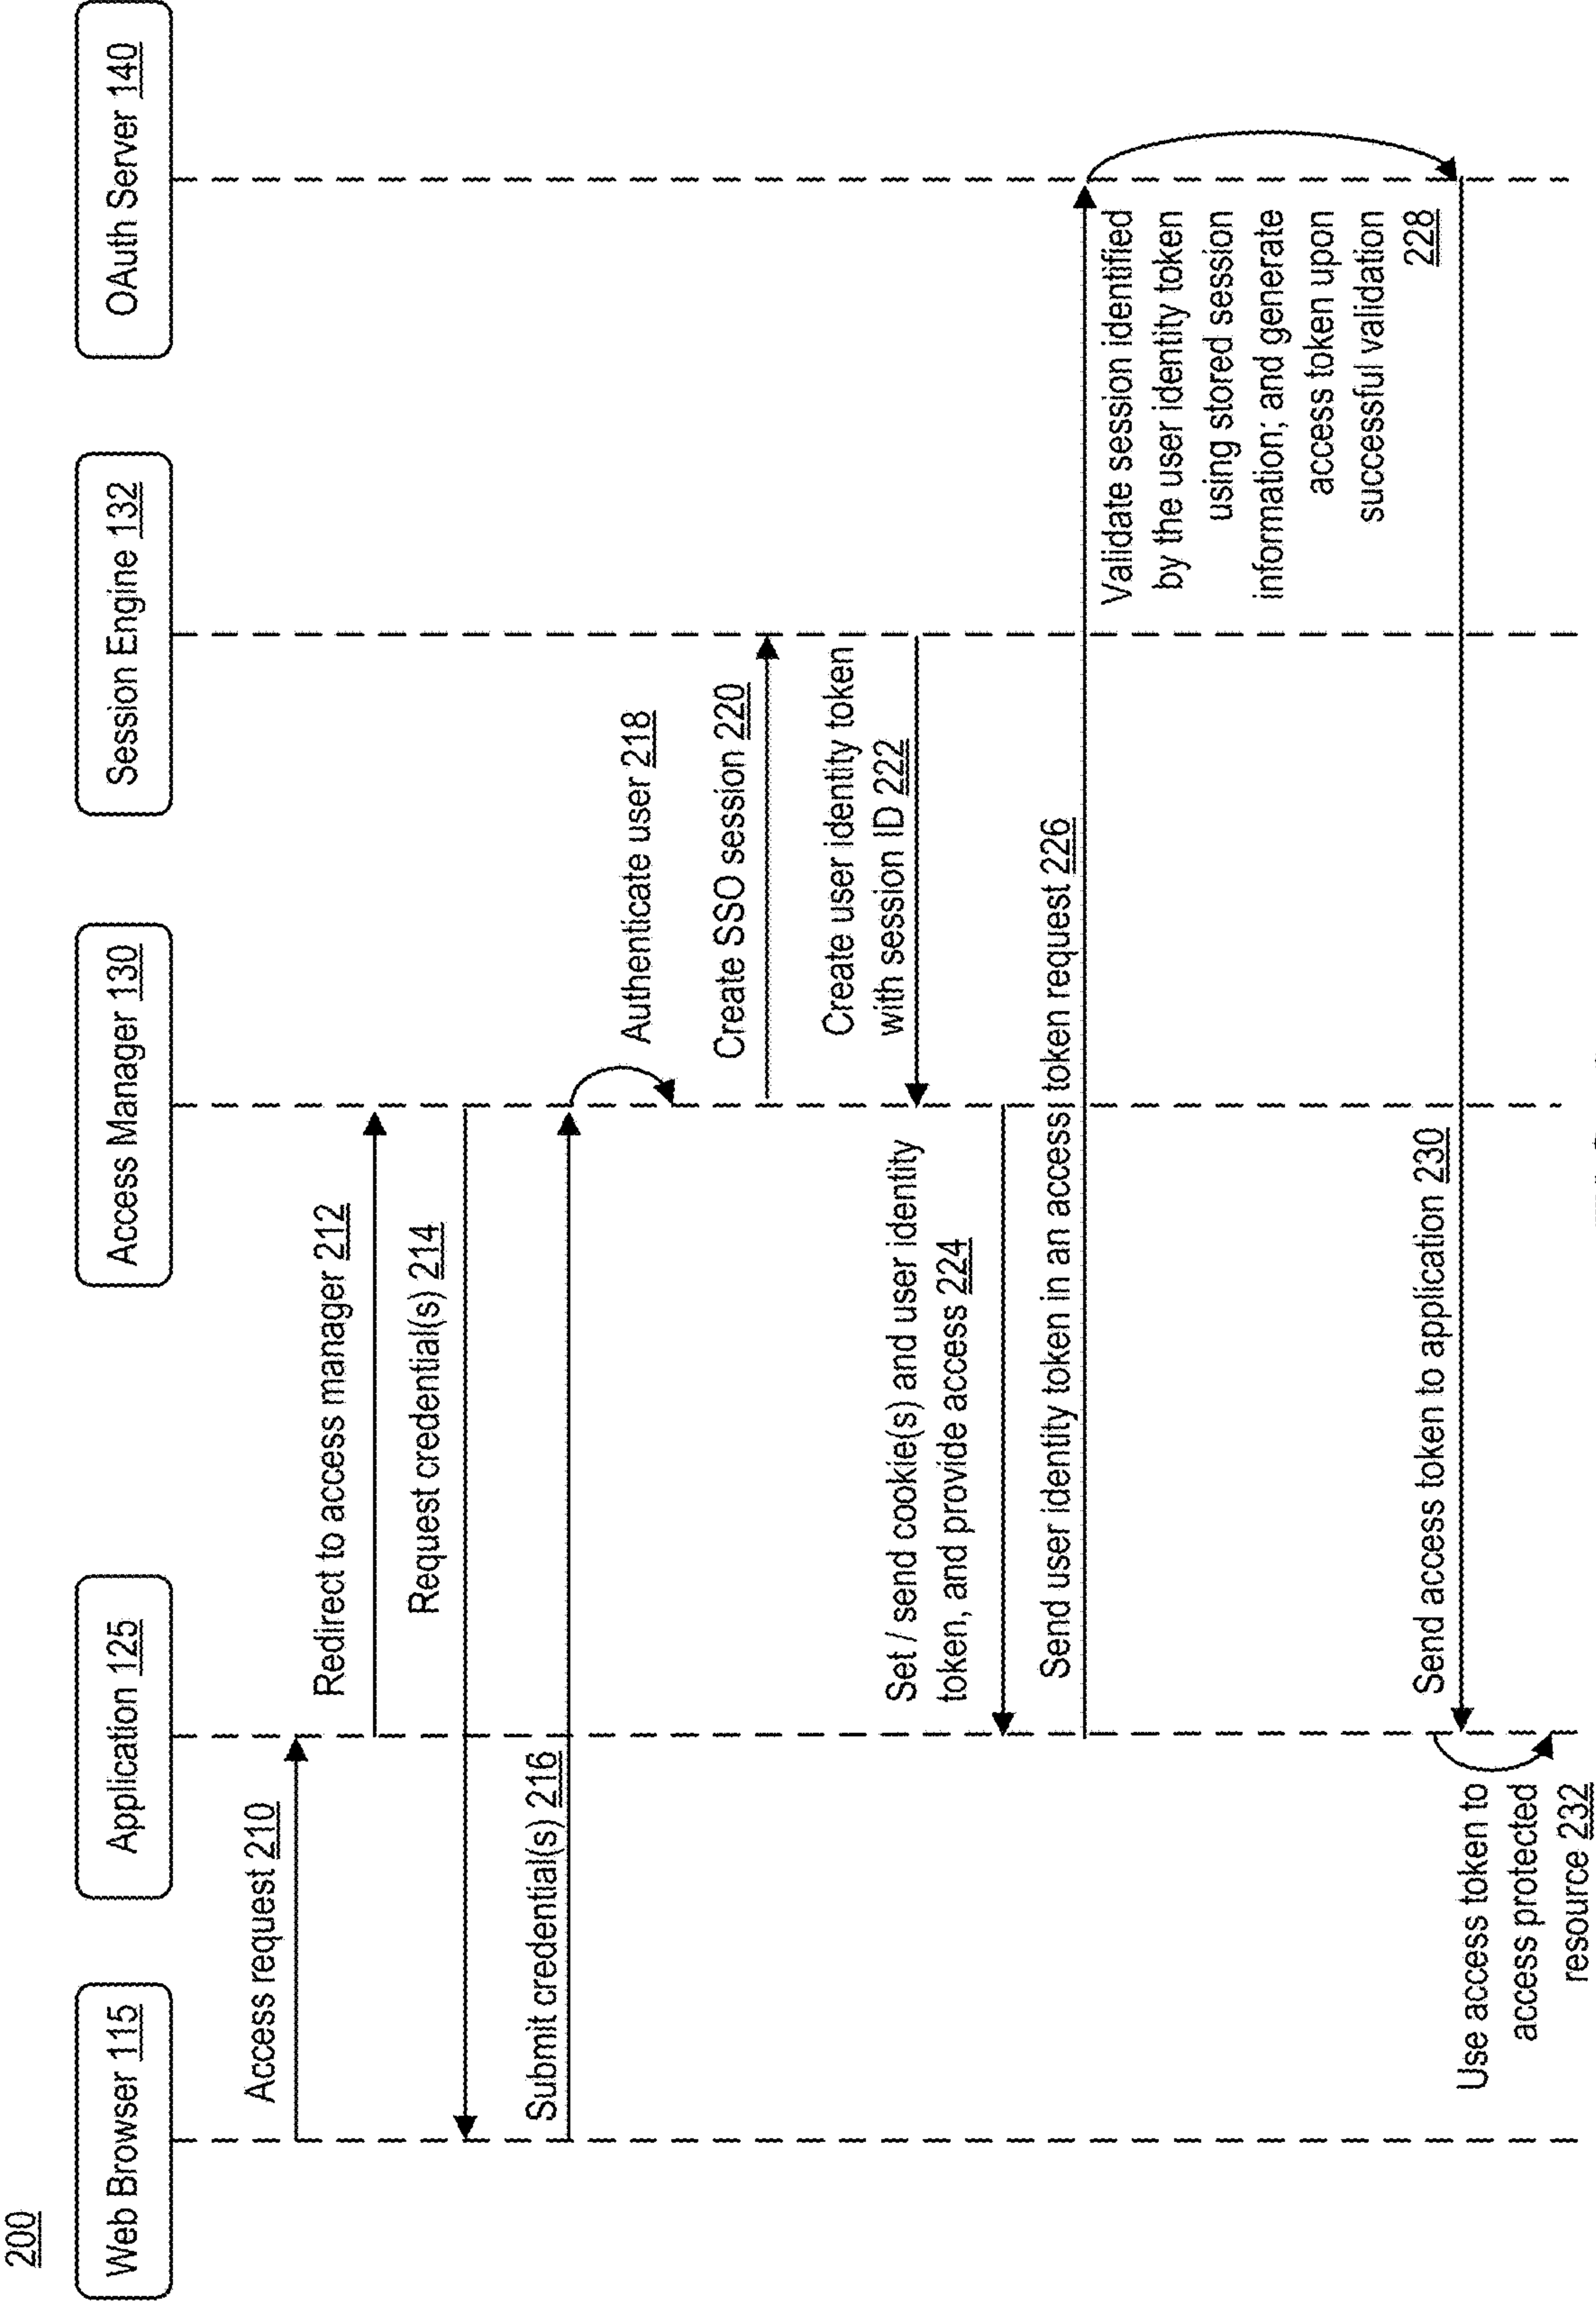 200
Web Browser 115
Application 125
Access Manager 130
Session Engine 132
OAuth Server 140
Access request 210
Redirect to access manager 212
Request credential(s) 214
Submit credential(s) 216
Authenticate user 218
Create SSO session 220
Create user identity token
with session ID 222
Set / send cookie(s) and user identity
token, and provide access 224
Send user identity token in an access token request 226
Validate session identified
by the user identity token
using stored session
information; and generate
access token upon
successful validation
228
Send access token to application 230
Use access token to
access protected
resource 232